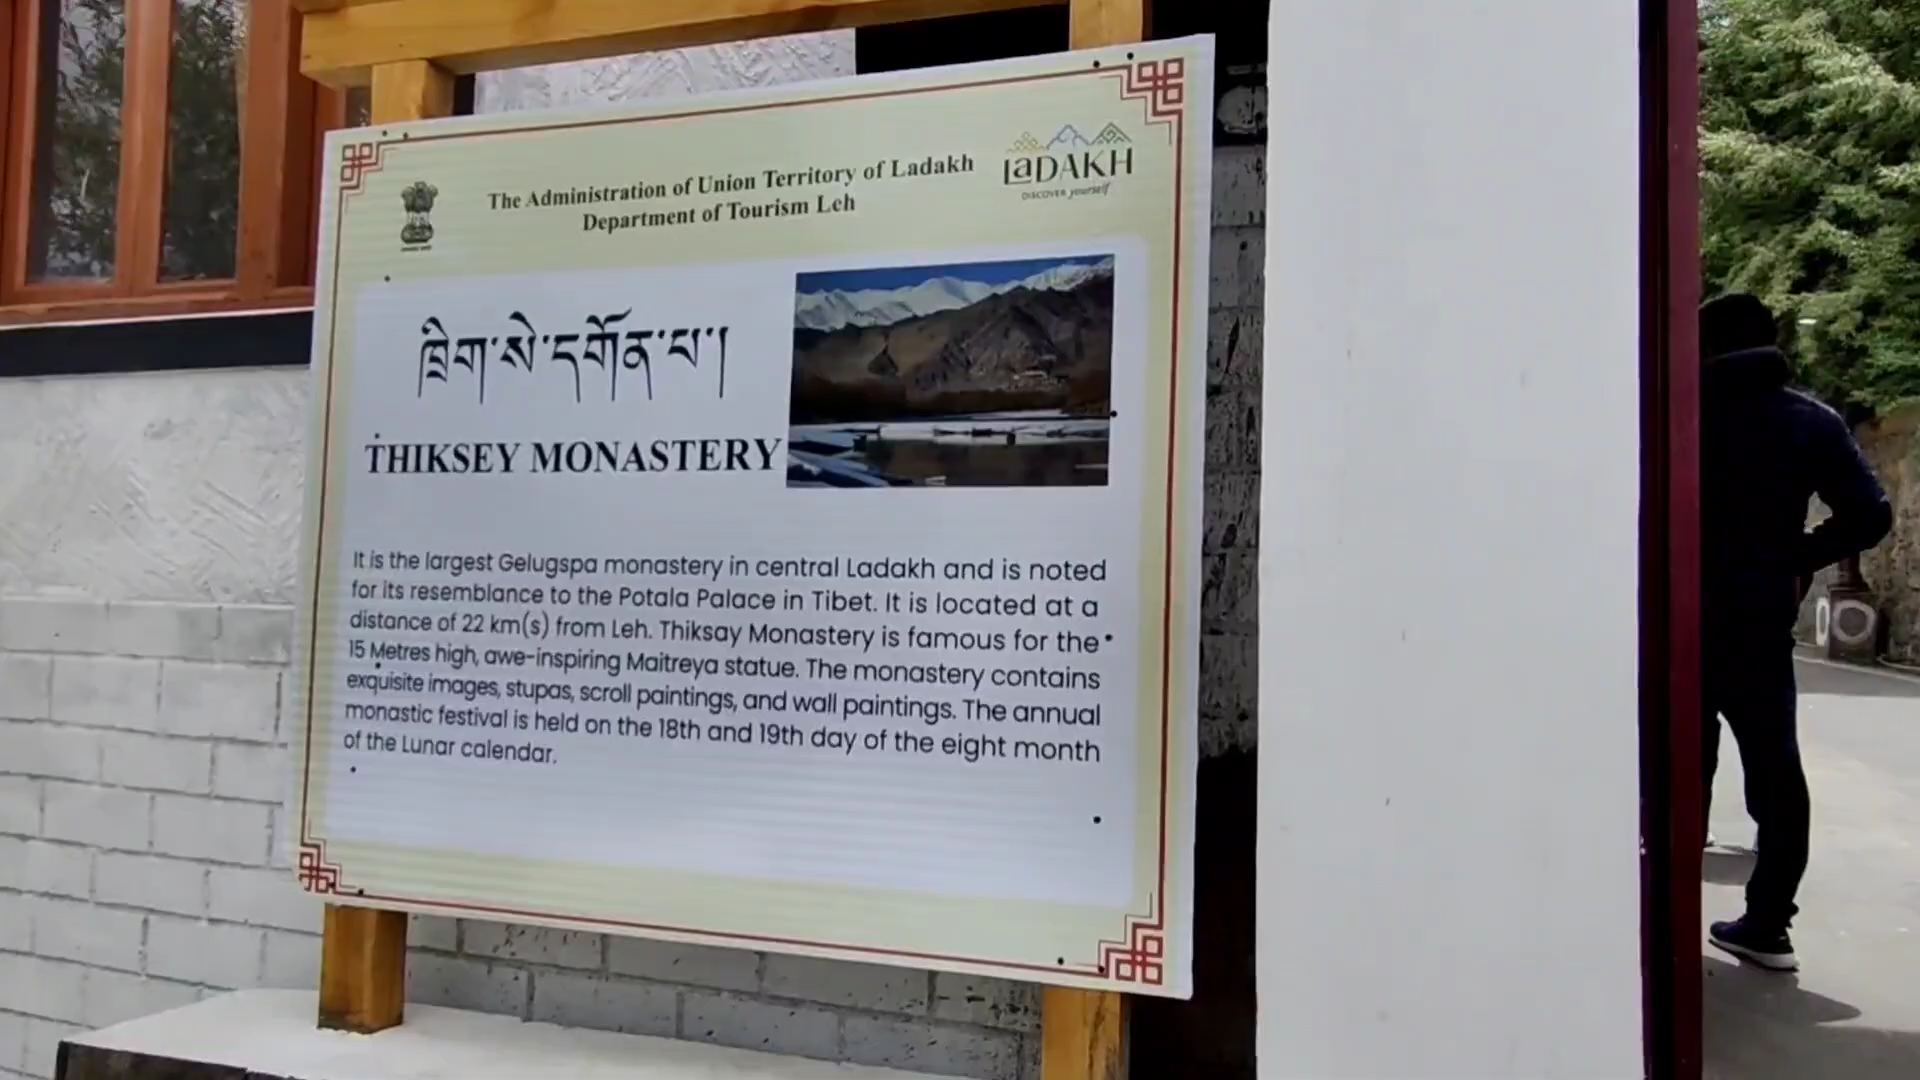 The Administration of Union Territory of Ladakh
Department of Tourism Leh
LaDAKH
DISCOVER yourself
ཁྲིག་སེ་དགོན་པ་།
THIKSEY MONASTERY
It is the largest Gelugspa monastery in central Ladakh and is noted
for its resemblance to the Potala Palace in Tibet. It is located at a
distance of 22 km(s) from Leh. Thiksay Monastery is famous for the
15 Metres high, awe-inspiring Maitreya statue. The monastery contains
exquisite images, stupas, scroll paintings, and wall paintings. The annual
monastic festival is held on the 18th and 19th day of the eight month
of the Lunar calendar.